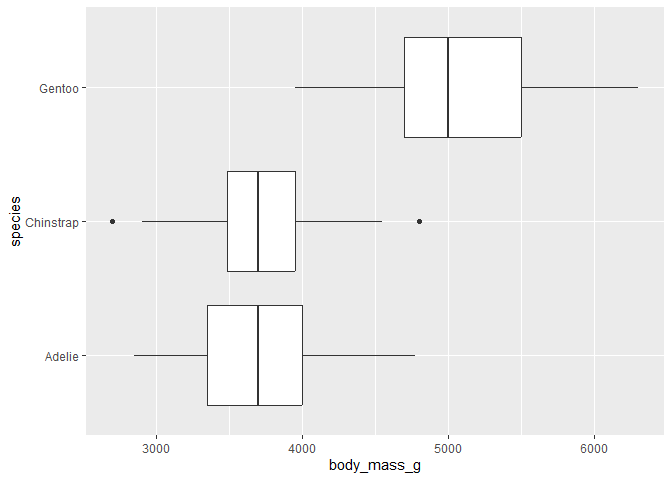 Gentoo
Chinstrap
Adelie
species
3000 4000 5000 6000
body_mass_g